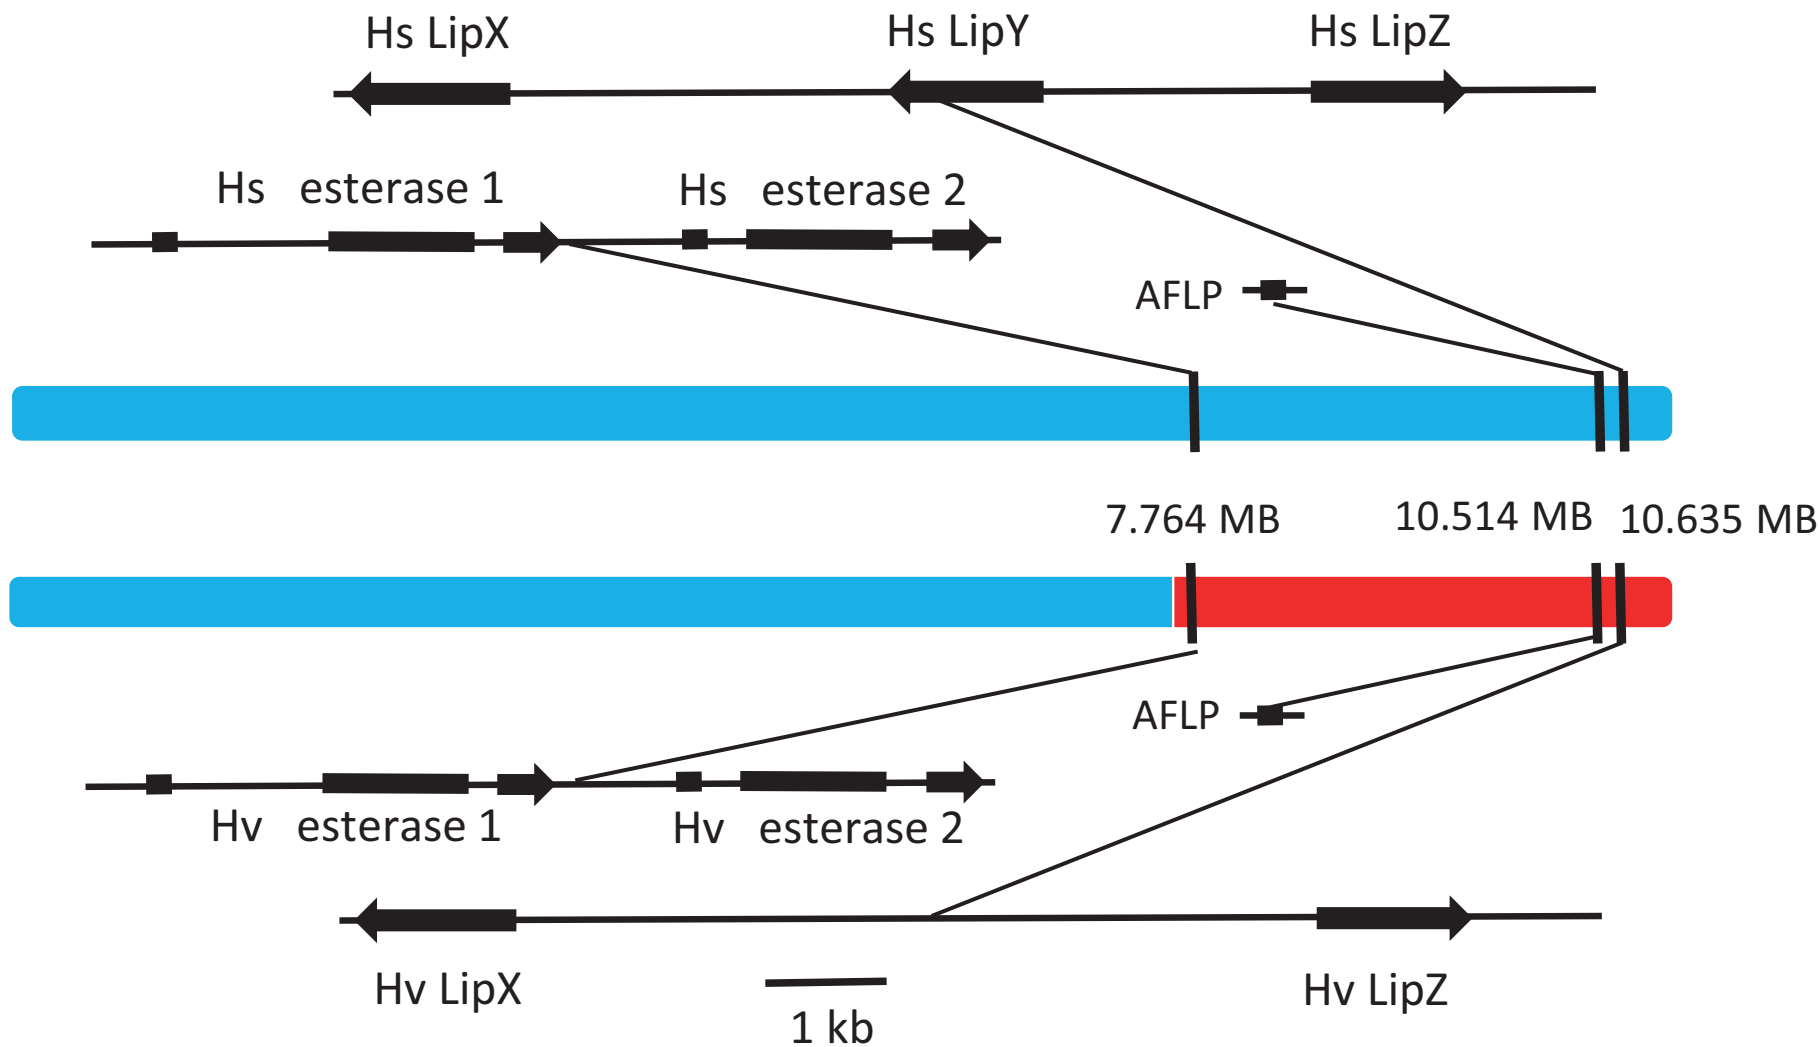 Hs LipX
Hs LipY
Hs LipZ
Hs esterase 1
Hs esterase 2
AFLP
7.764 MB
10.514 MB
10.635 MB
AFLP
Hv esterase 1
Hv esterase 2
Hv LipX
Hv LipZ
1 kb